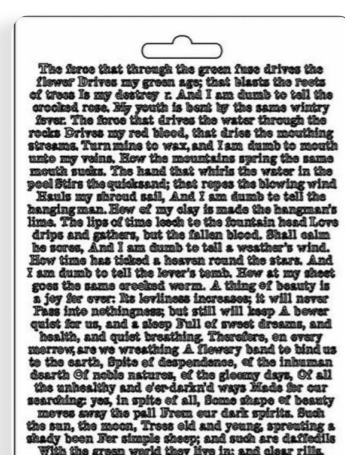 The force that through the green fuse drives the
flower Drives my green age; that blasts the roots
of trees Is my destroy r. And I am dumb to tell the
crooked rose. My youth is bent by the same wintry
fever. The force that drives the water through the
rocks Drives my red blood, that dries the mouthing
streams. Turn mine to wax, and I am dumb to mouth
unto my veins. How the mountains spring the same
mouth sucks. The hand that whirls the water in the
pool Stirs the quicksand; that ropes the blowing wind
Hauls my shroud sail, And I am dumb to tell the
hanging man. How of my clay is made the hangman's
lime. The lips of time leech to the fountain head Love
drips and gathers, but the fallen blood. Shall calm
he sores, And I am dumb to tell a weather's wind.
How time has ticked a heaven round the stars. And
I am dumb to tell the lover's tomb. How at my sheet
goes the same crooked worm. A thing of beauty is
a joy for ever: Its lovliness increases; it will never
Pass into nothingness; but still will keep A bower
quiet for us, and a sleep Full of sweet dreams, and
health, and quiet breathing. Therefore, on every
morrow, are we wreathing A flowery band to bind us
to the earth, Spite of despondence, of the inhuman
dearth Of noble natures, of the gloomy days, Of all
the unhealthy and o'er-darkn'd ways Made for our
searching: yes, in spite of all, Some shape of beauty
moves away the pall From our dark spirits. Such
the sun, the moon, Trees old and young, sprouting a
shady boon For simple sheep; and such are daffodils
With the green world they live in; and clear rills